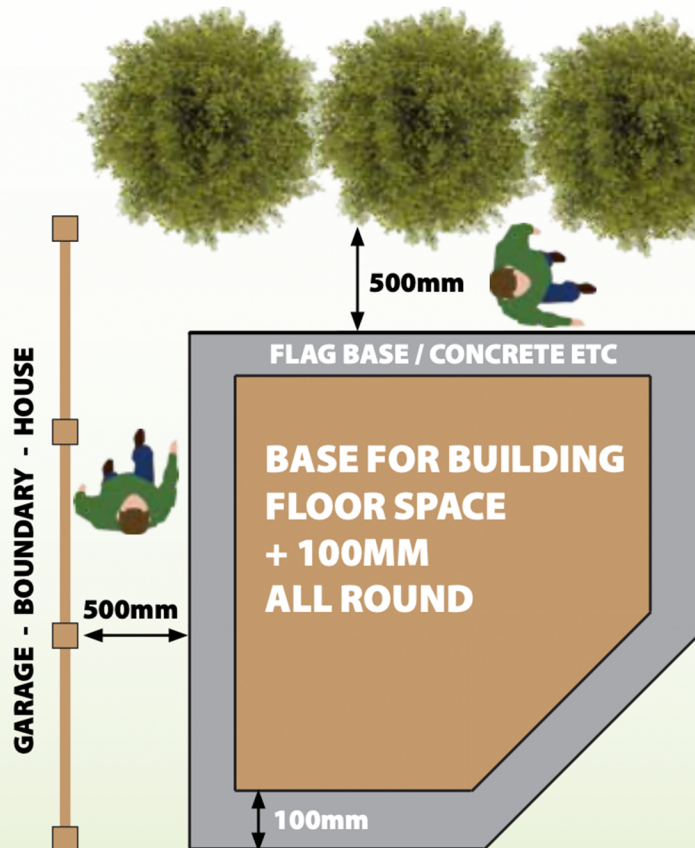 500mm
FLAG BASE / CONCRETE ETC
GARAGE - BOUNDARY - HOUSE
BASE FOR BUILDING
FLOOR SPACE
+ 100MM
ALL ROUND
500mm
100mm